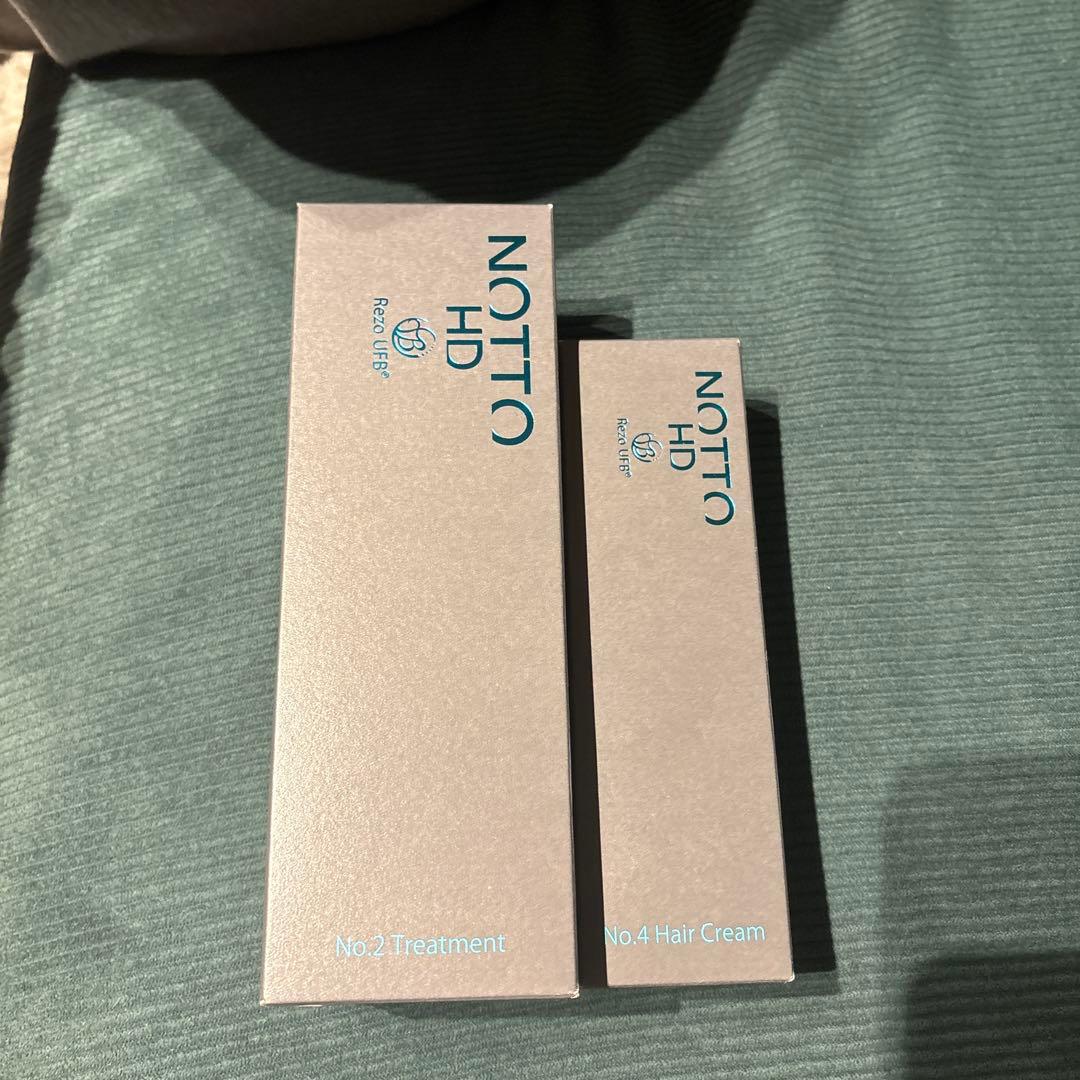 NOTTO
HD
Rezo UFB®
No.2 Treatment
NOTTO
HD
Rezo UFB®
No.4 Hair Cream